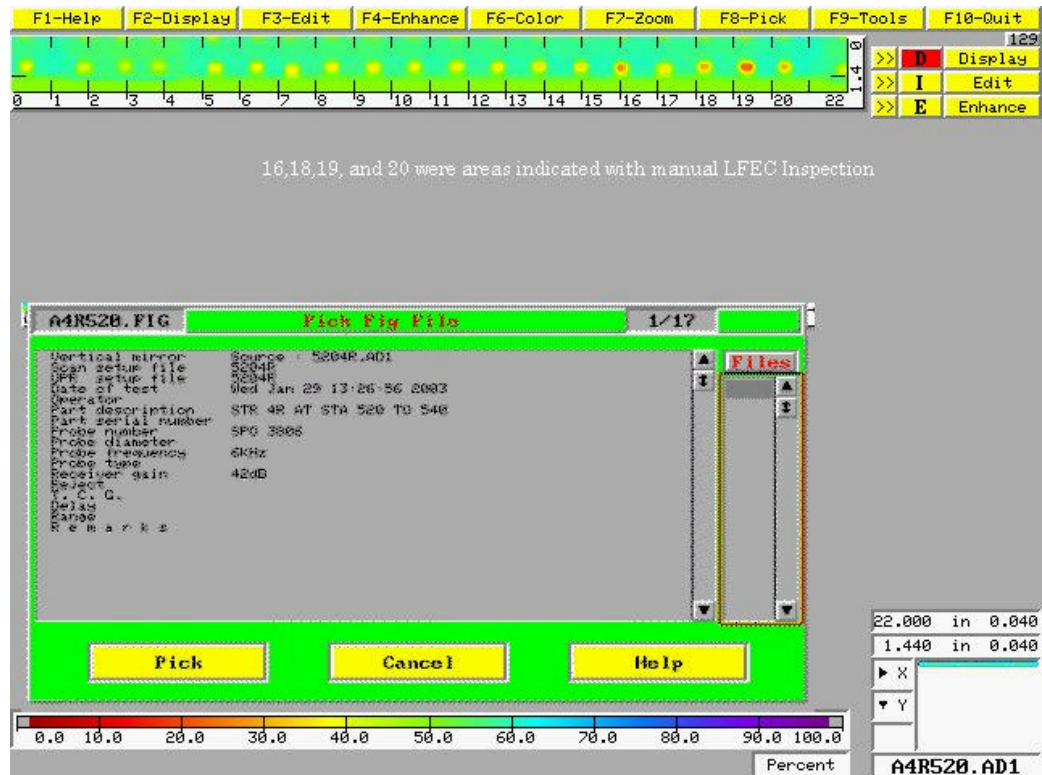 F1-Help F2-Display F3-Edit F4-Enhance F6-Color F7-Zoom F8-Pick F9-Tools F10-Quit
129
>> D Display
>> I Edit
>> E Enhance
1.4 0
0 1 2 3 4 5 6 7 8 9 10 11 12 13 14 15 16 17 18 19 20 22
16,18,19, and 20 were areas indicated with manual LFEC Inspection
A4R520.FIG Pick Fig File 1/17
Files
Vertical mirror Source : 5204R.AD1
Scan setup file 5204R
setup file 5204R
Date of test Wed Jan 29 13:26:56 2003
Operator
Part description STR 4R AT STA 520 TO 540
Part serial number
Probe number SPO 3806
Probe diameter
Probe frequency 6KHz
Probe type
Receiver gain 42dB
Reject
T. C. G.
Delay
Range
R e m a r k s
Pick Cancel Help
22.000 in 0.040
1.440 in 0.040
X
Y
0.0 10.0 20.0 30.0 40.0 50.0 60.0 70.0 80.0 90.0 100.0
Percent
A4R520.AD1